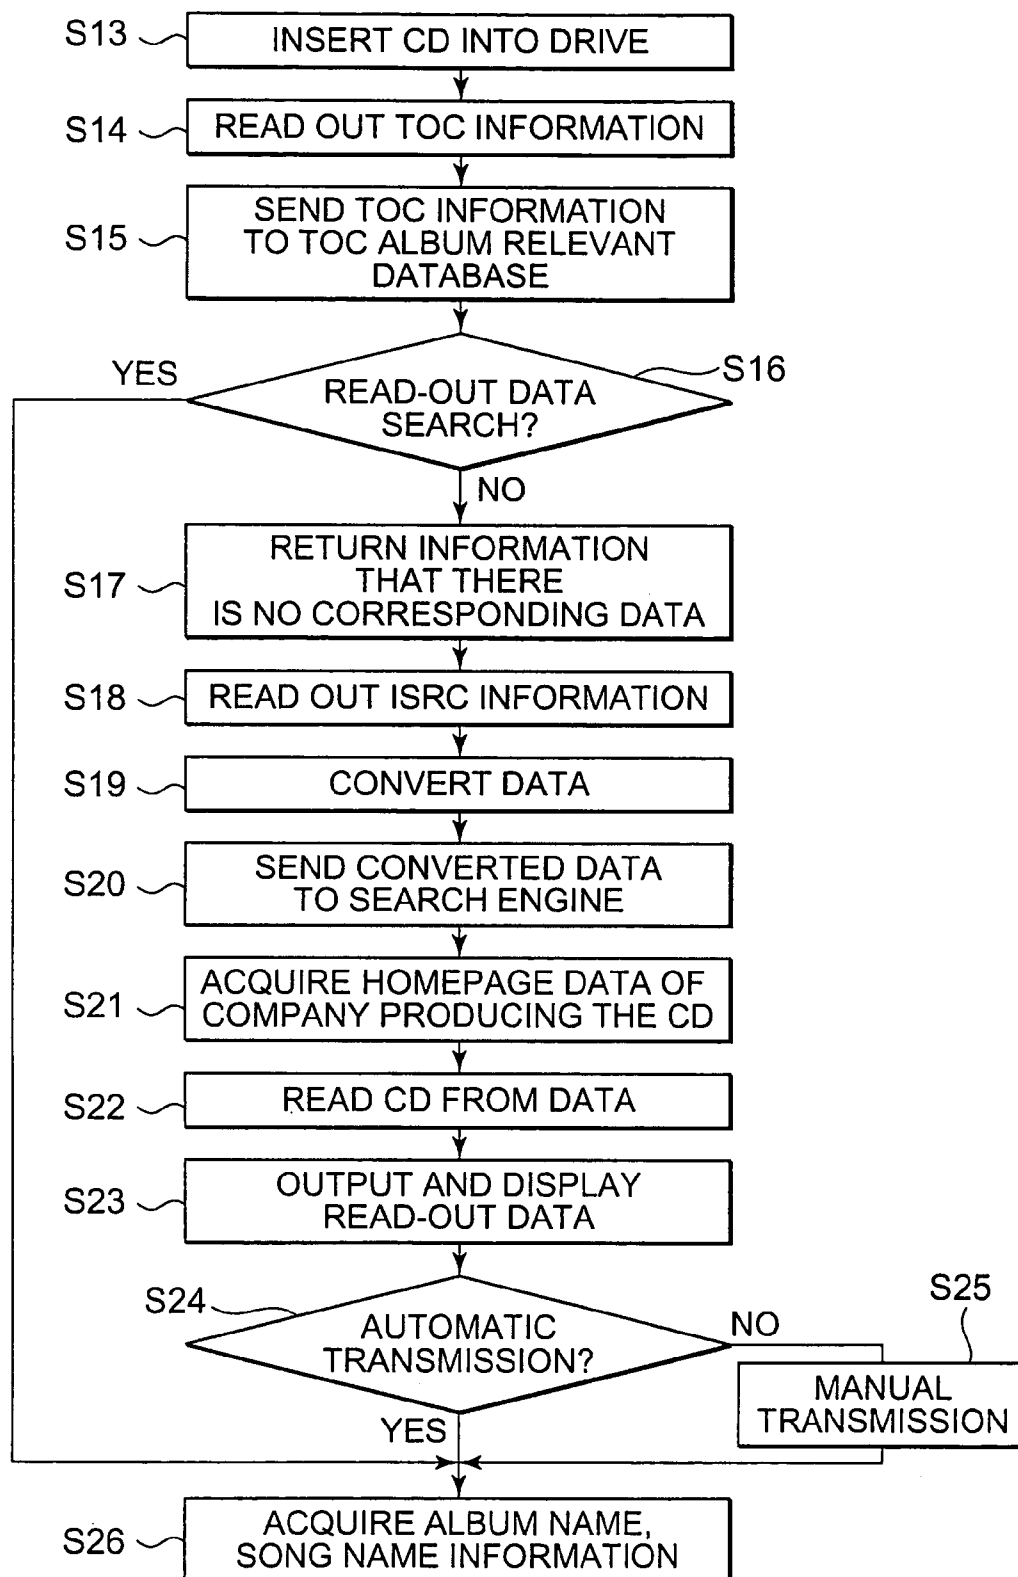 S13
INSERT CD INTO DRIVE
S14
READ OUT TOC INFORMATION
S15
SEND TOC INFORMATION
TO TOC ALBUM RELEVANT
DATABASE
YES
S16
READ-OUT DATA
SEARCH?
NO
S17
RETURN INFORMATION
THAT THERE
IS NO CORRESPONDING DATA
S18
READ OUT ISRC INFORMATION
S19
CONVERT DATA
S20
SEND CONVERTED DATA
TO SEARCH ENGINE
S21
ACQUIRE HOMEPAGE DATA OF
COMPANY PRODUCING THE CD
S22
READ CD FROM DATA
S23
OUTPUT AND DISPLAY
READ-OUT DATA
S24
AUTOMATIC
TRANSMISSION?
NO
S25
MANUAL
TRANSMISSION
YES
S26
ACQUIRE ALBUM NAME,
SONG NAME INFORMATION